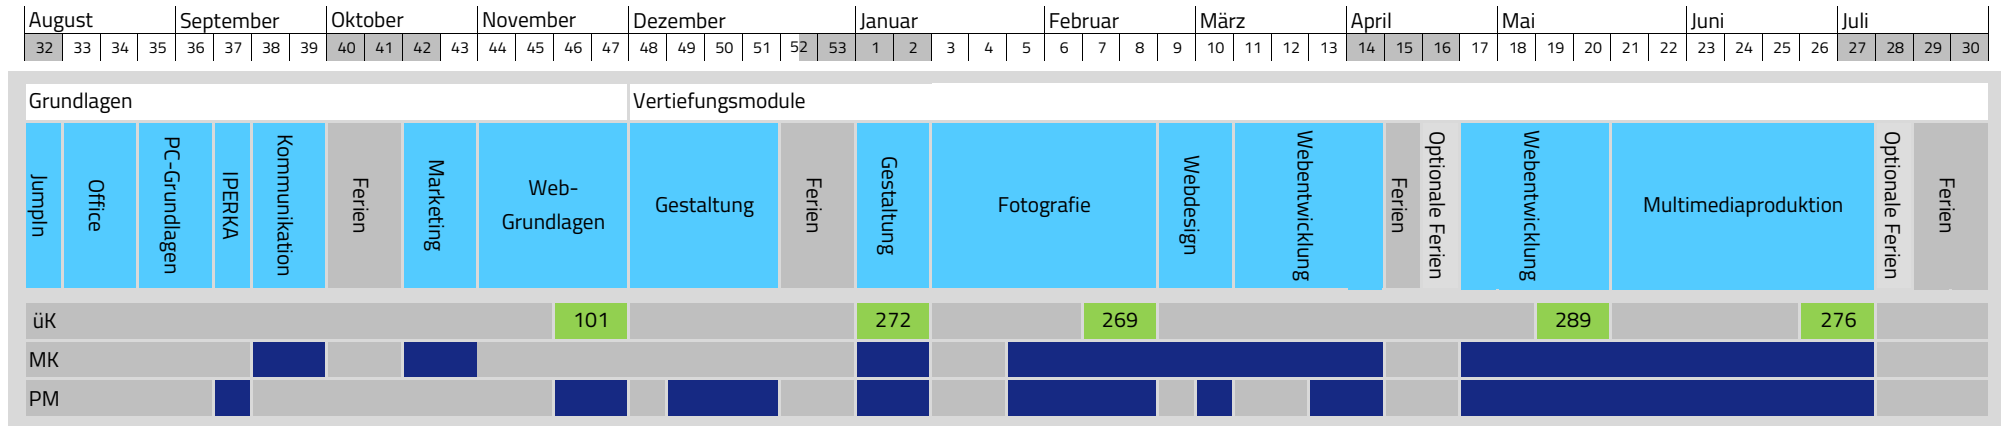 August September Oktober November Dezember Januar Februar März April Mai Juni Juli
32 33 34 35 36 37 38 39 40 41 42 43 44 45 46 47 48 49 50 51 52 53 1 2 3 4 5 6 7 8 9 10 11 12 13 14 15 16 17 18 19 20 21 22 23 24 25 26 27 28 29 30
Grundlagen Vertiefungsmodule
JumpIn
Office
PC-Grundlagen
IPERKA
Kommunikation
Ferien
Marketing
Web-
Grundlagen
Gestaltung
Ferien
Gestaltung
Fotografie
Webdesign
Webentwicklung
Ferien
Optionale Ferien
Webentwicklung
Multimediaproduktion
Optionale Ferien
Ferien
üK 101 272 269 289 276
MK
PM